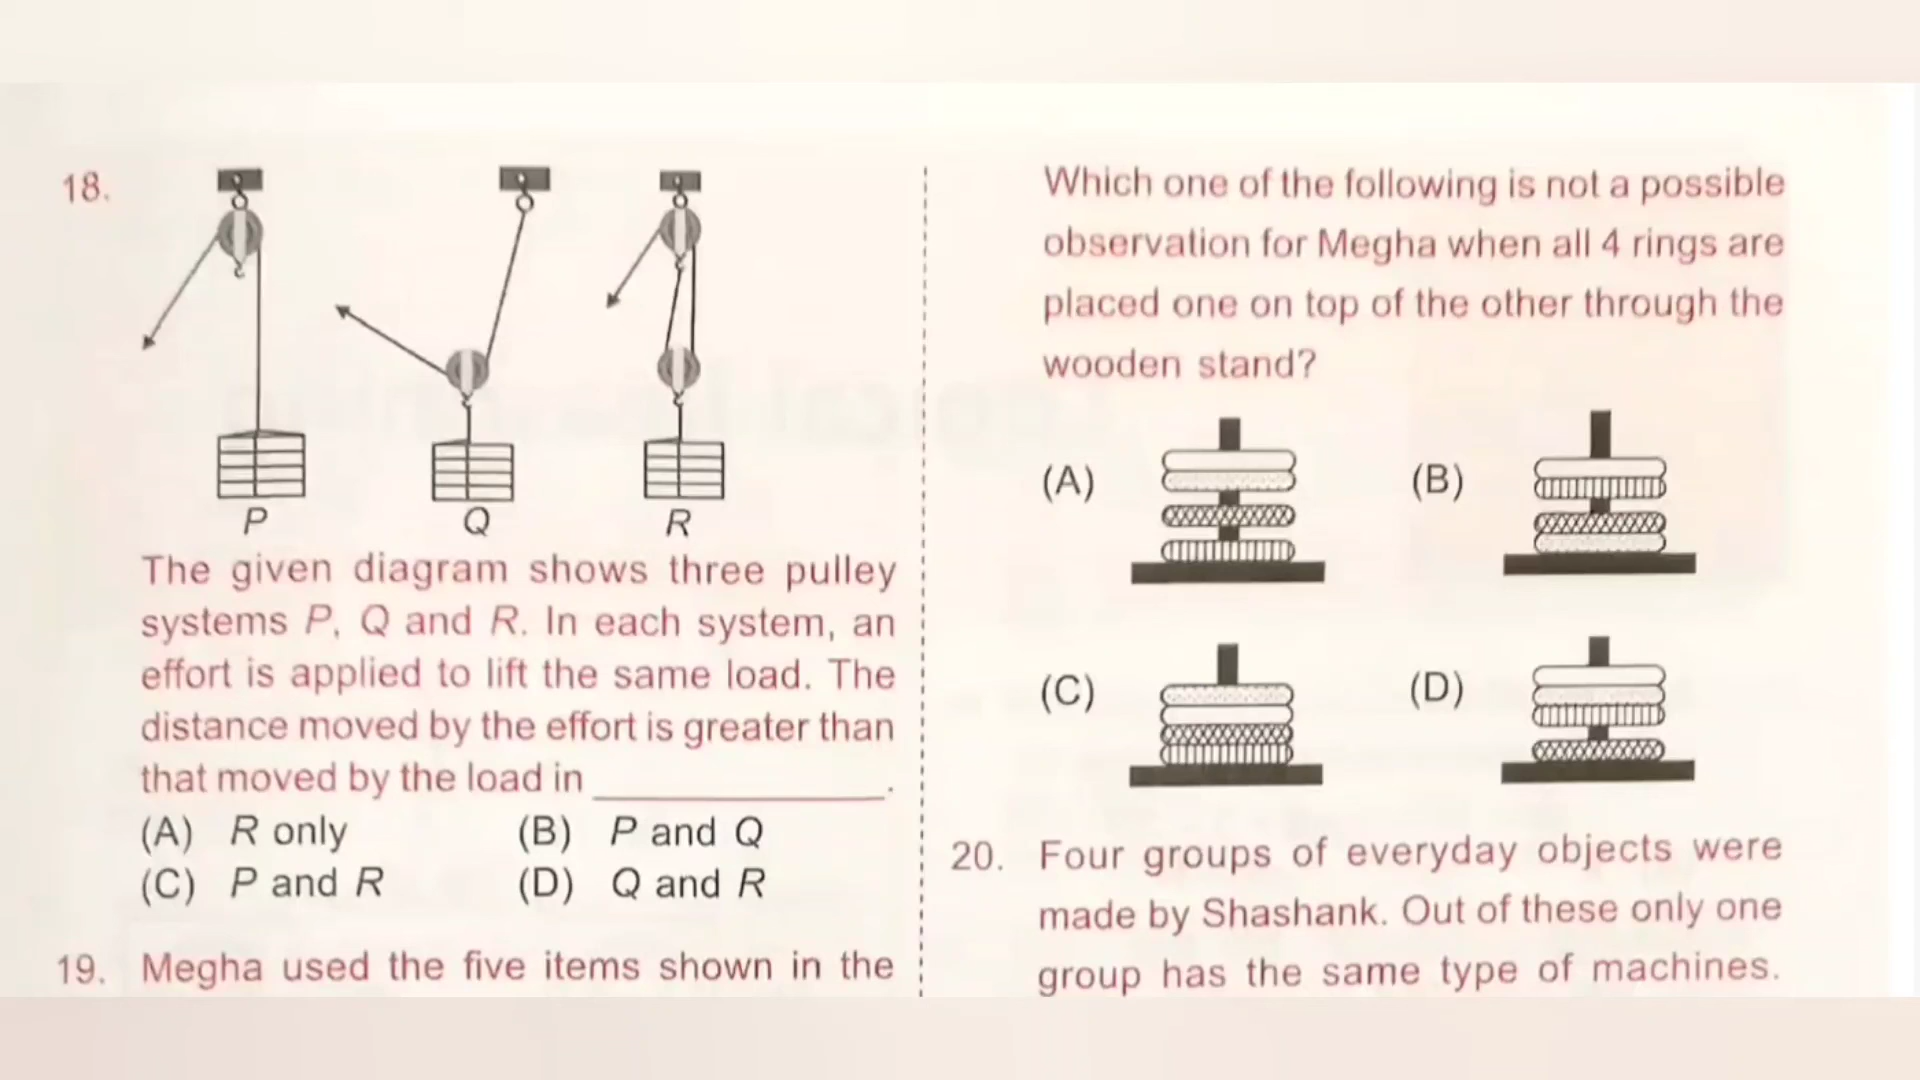 18.
P
Q
R
The given diagram shows three pulley
systems P, Q and R. In each system, an
effort is applied to lift the same load. The
distance moved by the effort is greater than
that moved by the load in ____________.
(A) R only
(B) P and Q
(C) P and R
(D) Q and R
19. Megha used the five items shown in the
Which one of the following is not a possible
observation for Megha when all 4 rings are
placed one on top of the other through the
wooden stand?
(A)
(B)
(C)
(D)
20. Four groups of everyday objects were
made by Shashank. Out of these only one
group has the same type of machines.